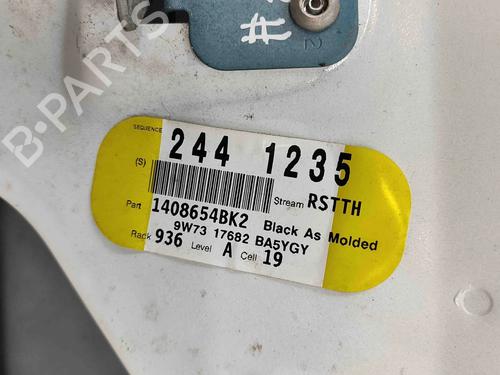 #
2
B-PARTS
SEQUENCE
244 1235
(S)
Stream RSTTH
Part 1408654BK2 Black As Molded
9W73 17682 BA5YGY
Rack 936 Level A Cell 19